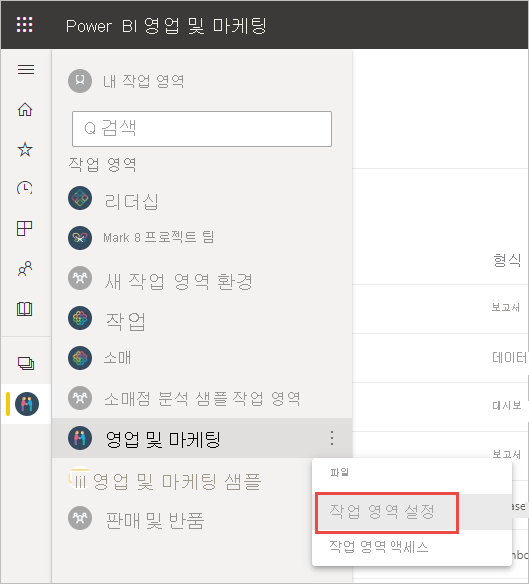 Power BI 영업 및 마케팅
내 작업 영역
Q 검색
작업 영역
리더십
Mark 8 프로젝트 팀
새 작업 영역 환경
작업
소매
소매점 분석 샘플 작업 영역
영업 및 마케팅
영업 및 마케팅 샘플
판매 및 반품
파일
작업 영역 설정
작업 영역 액세스
형식
보고서
데이터
대시보
보고서
ase
nbo